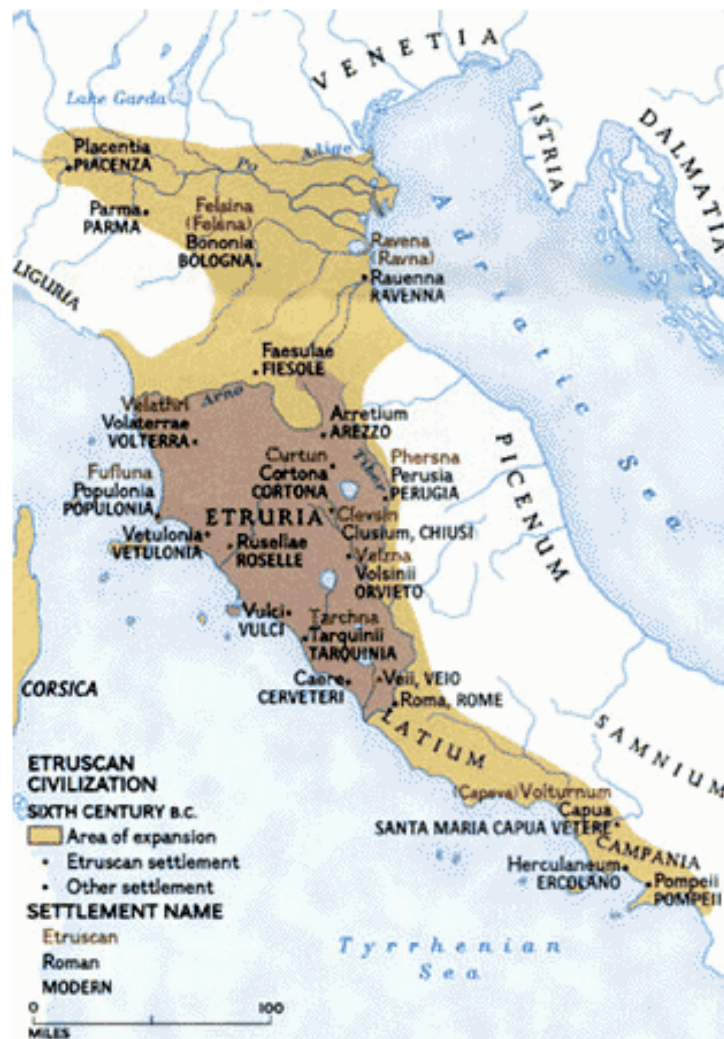 VENETIA
Lake Garda
ISTRIA
DALMATIA
Placentia
PIACENZA
Po
Adige
Parma
PARMA
Felsina
(Felsna)
Bononia
BOLOGNA
Ravena
(Ravna)
Rauenna
RAVENNA
Adriatic Sea
LIGURIA
Faesulae
FIESOLE
Arno
Velathri
Volaterrae
VOLTERRA
Arretium
AREZZO
Tiber
PICENUM
Curtun
Cortona
CORTONA
Phersna
Perusia
PERUGIA
Fufluna
Populonia
POPULONIA
ETRURIA
Clevsin
Clusium, CHIUSI
Vetulonia
VETULONIA
Rusellae
ROSELLE
Velzna
Volsinii
ORVIETO
Vulci
VULCI
Tarchna
Tarquinii
TARQUINIA
CORSICA
Caere
CERVETERI
Veii, VEIO
Roma, ROME
LATIUM
SAMNIUM
(Capeva) Volturnum
Capua
SANTA MARIA CAPUA VETERE
CAMPANIA
Herculaneum
ERCOLANO
Pompeii
POMPEII
Tyrrhenian
Sea
ETRUSCAN
CIVILIZATION
SIXTH CENTURY B.C.
Area of expansion
Etruscan settlement
Other settlement
SETTLEMENT NAME
Etruscan
Roman
MODERN
0 100
MILES